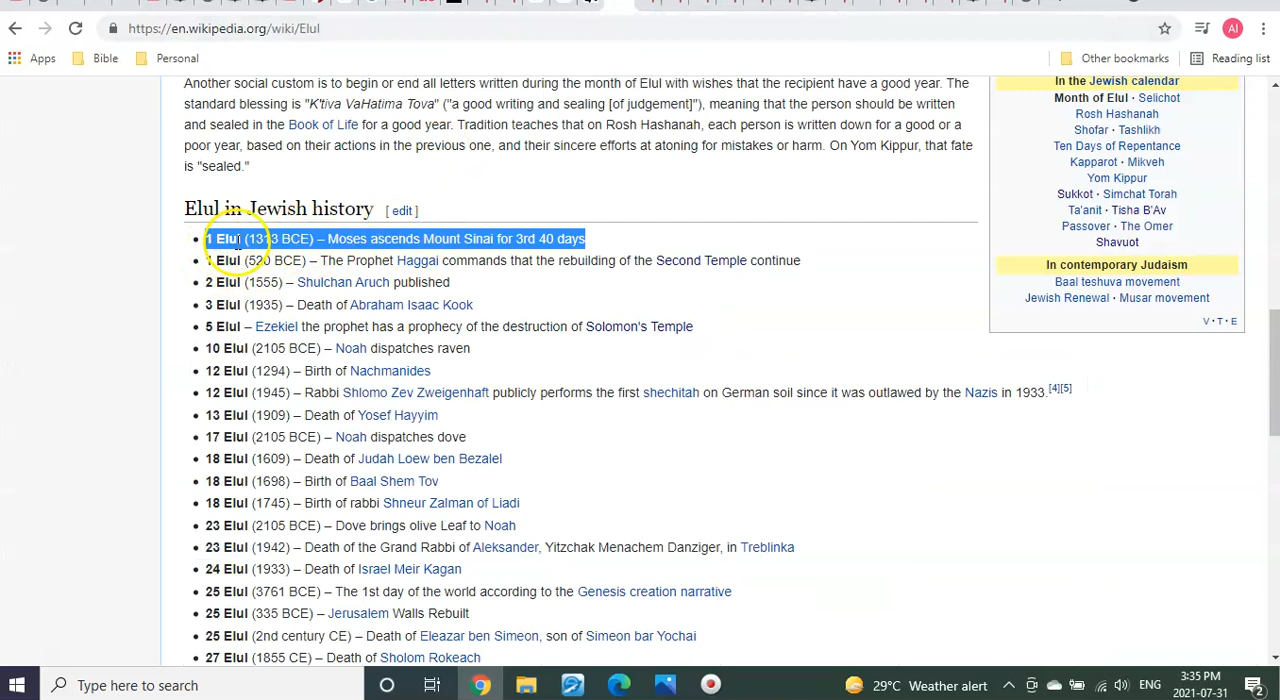 https://en.wikipedia.org/wiki/Elul
Al
Apps Bible Personal Other bookmarks Reading list
Another social custom is to begin or end all letters written during the month of Elul with wishes that the recipient have a good year. The
standard blessing is "K'tiva VaHatima Tova" ("a good writing and sealing [of judgement]"), meaning that the person should be written
and sealed in the Book of Life for a good year. Tradition teaches that on Rosh Hashanah, each person is written down for a good or a
poor year, based on their actions in the previous one, and their sincere efforts at atoning for mistakes or harm. On Yom Kippur, that fate
is "sealed."
Elul in Jewish history [ edit ]
1 Elul (1313 BCE) – Moses ascends Mount Sinai for 3rd 40 days
1 Elul (520 BCE) – The Prophet Haggai commands that the rebuilding of the Second Temple continue
2 Elul (1555) – Shulchan Aruch published
3 Elul (1935) – Death of Abraham Isaac Kook
5 Elul – Ezekiel the prophet has a prophecy of the destruction of Solomon's Temple
10 Elul (2105 BCE) – Noah dispatches raven
12 Elul (1294) – Birth of Nachmanides
12 Elul (1945) – Rabbi Shlomo Zev Zweigenhaft publicly performs the first shechitah on German soil since it was outlawed by the Nazis in 1933.[4][5]
13 Elul (1909) – Death of Yosef Hayyim
17 Elul (2105 BCE) – Noah dispatches dove
18 Elul (1609) – Death of Judah Loew ben Bezalel
18 Elul (1698) – Birth of Baal Shem Tov
18 Elul (1745) – Birth of rabbi Shneur Zalman of Liadi
23 Elul (2105 BCE) – Dove brings olive Leaf to Noah
23 Elul (1942) – Death of the Grand Rabbi of Aleksander, Yitzchak Menachem Danziger, in Treblinka
24 Elul (1933) – Death of Israel Meir Kagan
25 Elul (3761 BCE) – The 1st day of the world according to the Genesis creation narrative
25 Elul (335 BCE) – Jerusalem Walls Rebuilt
25 Elul (2nd century CE) – Death of Eleazar ben Simeon, son of Simeon bar Yochai
27 Elul (1855 CE) – Death of Sholom Rokeach
In the Jewish calendar
Month of Elul · Selichot
Rosh Hashanah
Shofar · Tashlikh
Ten Days of Repentance
Kapparot · Mikveh
Yom Kippur
Sukkot · Simchat Torah
Ta'anit · Tisha B'Av
Passover · The Omer
Shavuot
In contemporary Judaism
Baal teshuva movement
Jewish Renewal · Musar movement
V · T · E
Type here to search
29°C Weather alert
ENG
3:35 PM
2021-07-31
2